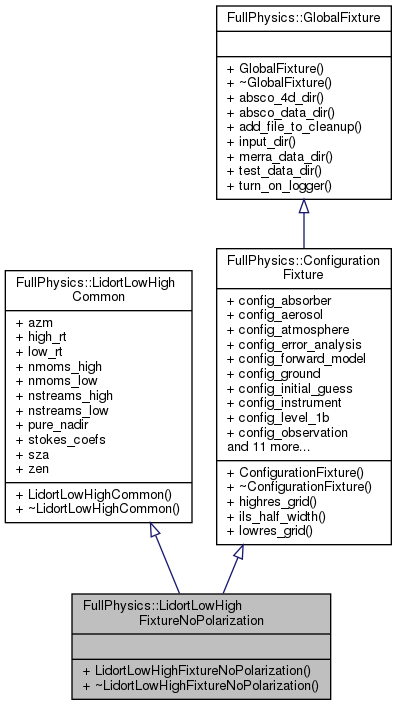 FullPhysics::GlobalFixture
+ GlobalFixture()
+ ~GlobalFixture()
+ absco_4d_dir()
+ absco_data_dir()
+ add_file_to_cleanup()
+ input_dir()
+ merra_data_dir()
+ test_data_dir()
+ turn_on_logger()
FullPhysics::LidortLowHigh
Common
+ azm
+ high_rt
+ low_rt
+ nmoms_high
+ nmoms_low
+ nstreams_high
+ nstreams_low
+ pure_nadir
+ stokes_coefs
+ sza
+ zen
+ LidortLowHighCommon()
+ ~LidortLowHighCommon()
FullPhysics::Configuration
Fixture
+ config_absorber
+ config_aerosol
+ config_atmosphere
+ config_error_analysis
+ config_forward_model
+ config_ground
+ config_initial_guess
+ config_instrument
+ config_level_1b
+ config_observation
and 11 more...
+ ConfigurationFixture()
+ ~ConfigurationFixture()
+ highres_grid()
+ ils_half_width()
+ lowres_grid()
FullPhysics::LidortLowHigh
FixtureNoPolarization
+ LidortLowHighFixtureNoPolarization()
+ ~LidortLowHighFixtureNoPolarization()